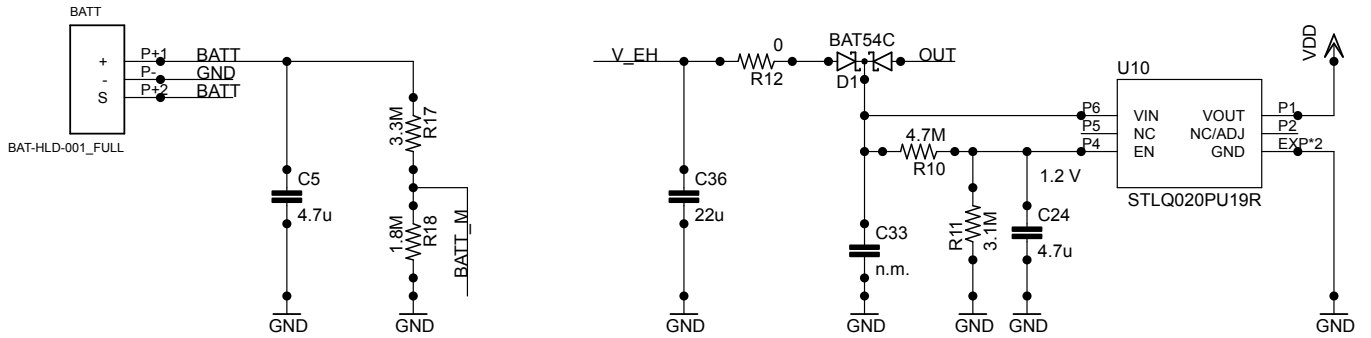 BATT
+ P+1 BATT
- P- GND
S P+2 BATT
BAT-HLD-001_FULL
C5
4.7u
GND
3.3M
R17
1.8M
R18
BATT_M
GND
V_EH
0
R12
BAT54C
D1
OUT
C36
22u
GND
4.7M
R10
C33
n.m.
GND
R11
3.1M
GND
1.2 V
C24
4.7u
GND
U10
P6 VIN VOUT P1
P5 NC NC/ADJ P2
P4 EN GND EXP*2
STLQ020PU19R
VDD
GND